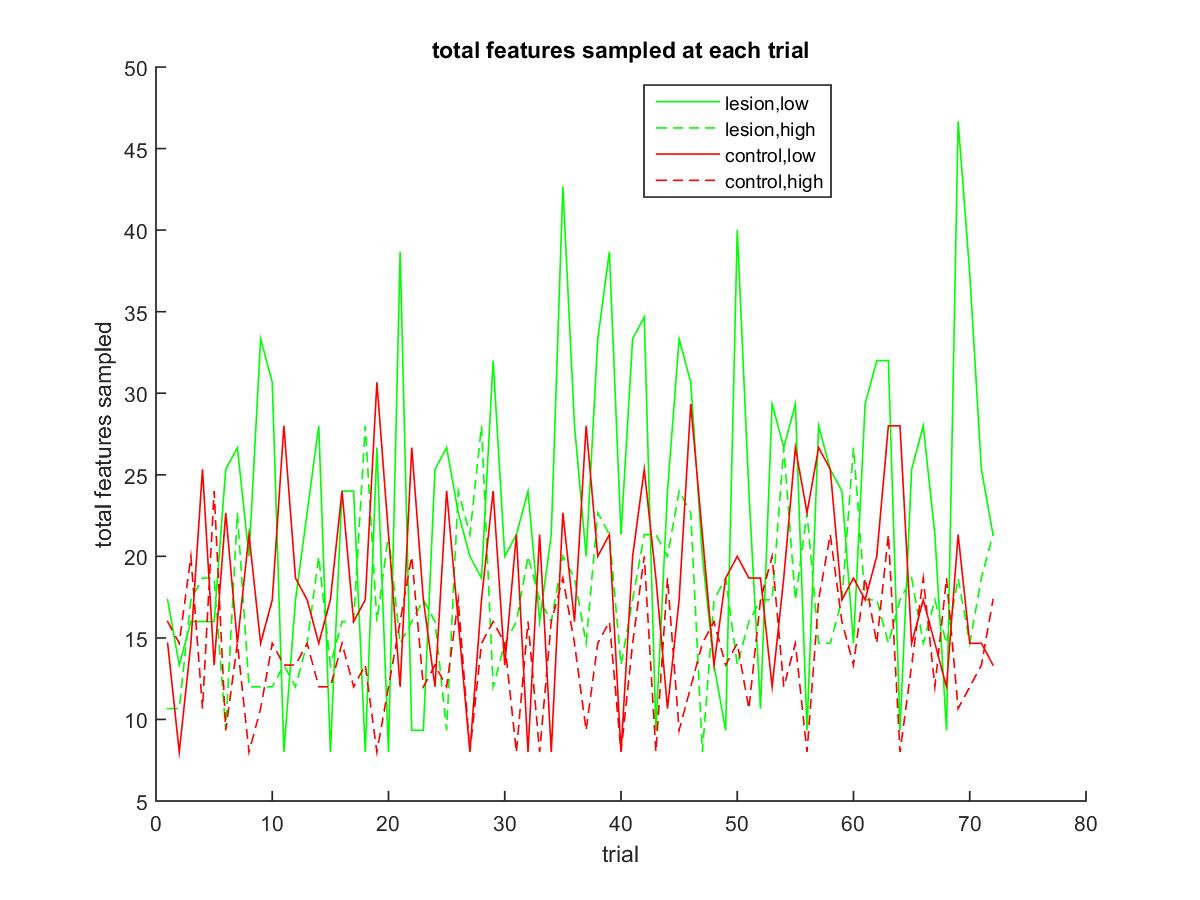 total features sampled at each trial
50
45
40
35
30
25
20
15
10
5
total features sampled
lesion,low
lesion,high
control,low
control,high
0 10 20 30 40 50 60 70 80
trial